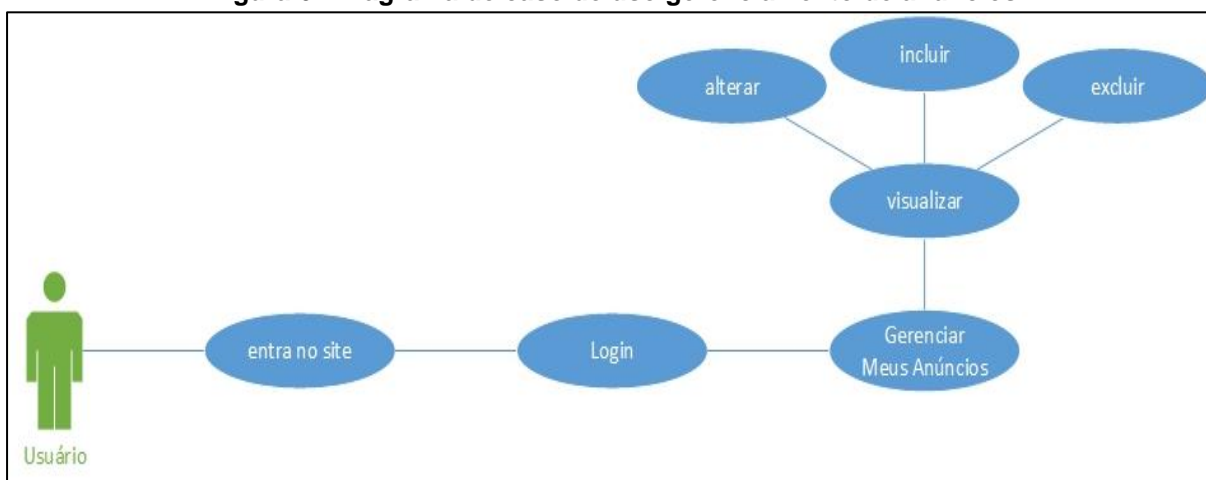 incluir
alterar
excluir
visualizar
entra no site
Login
Gerenciar
Meus Anúncios
Usuário